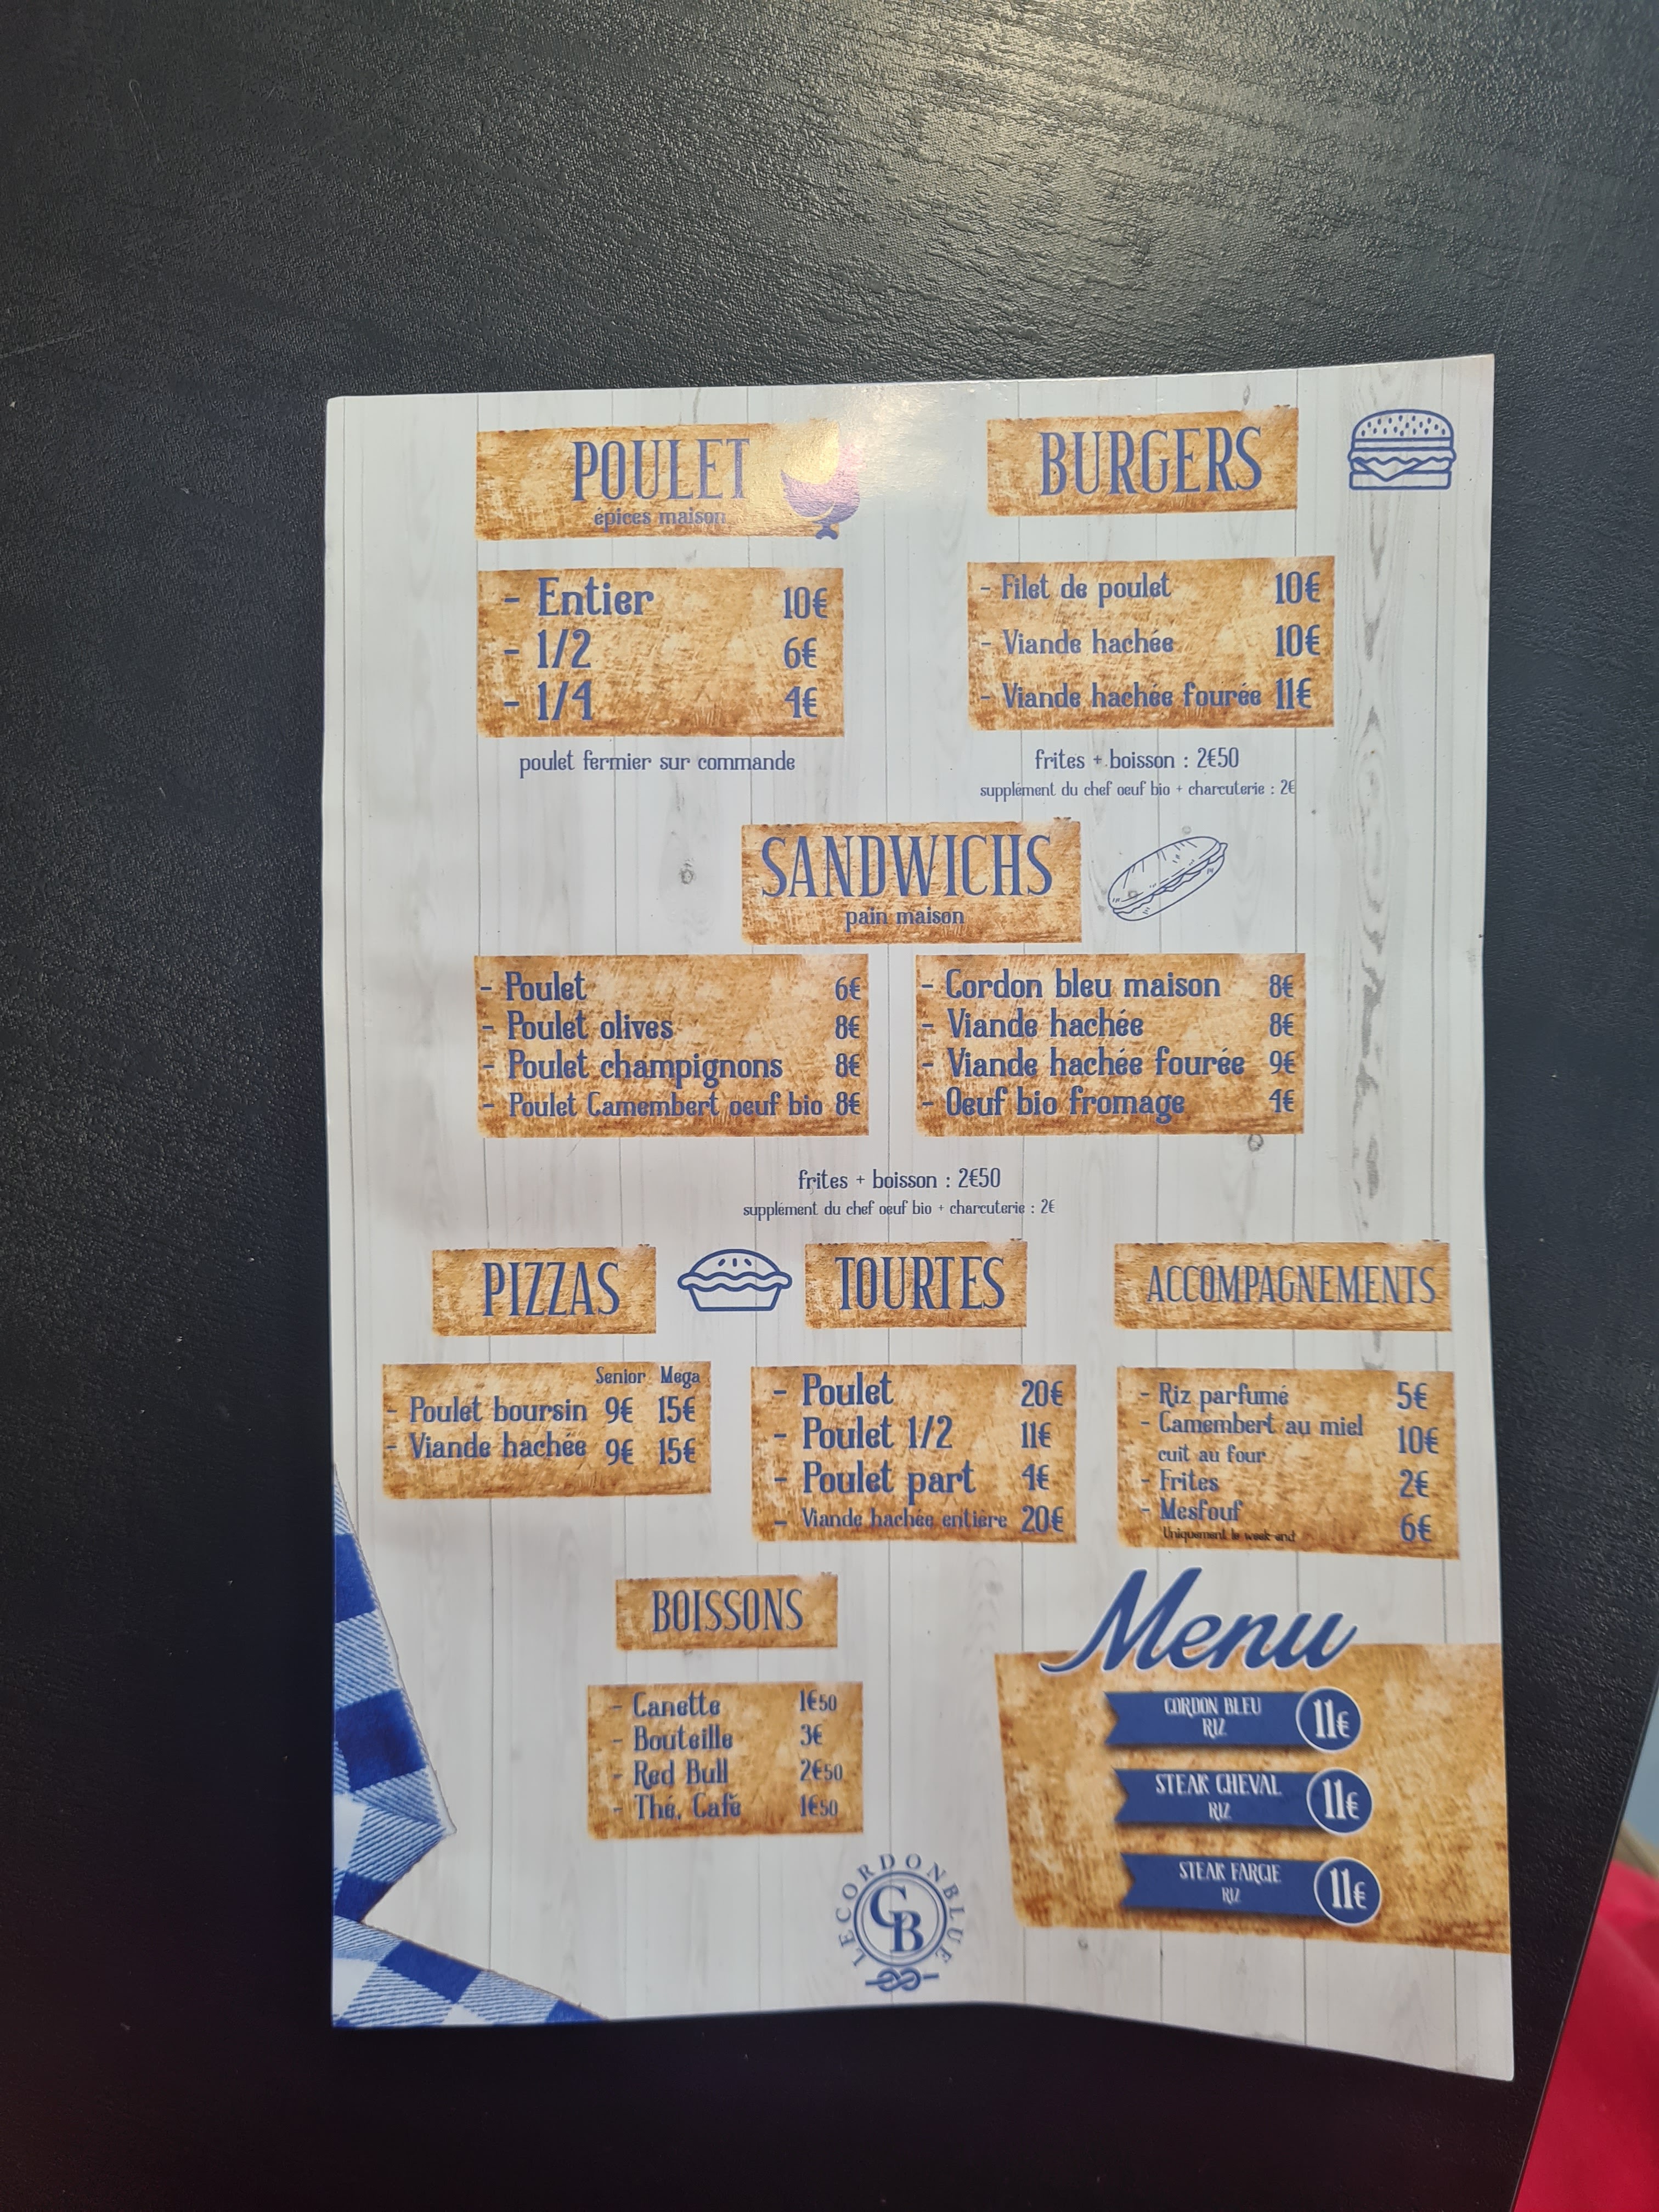 POULET
épices maison
- Entier 10€
- 1/2 6€
- 1/4 4€
poulet fermier sur commande
BURGERS
- Filet de poulet 10€
- Viande hachée 10€
- Viande hachée fourée 11€
frites + boisson : 2€50
supplément du chef oeuf bio + charcuterie : 2€
SANDWICHS
pain maison
- Poulet 6€
- Poulet olives 8€
- Poulet champignons 8€
- Poulet Camembert oeuf bio 8€
- Cordon bleu maison 8€
- Viande hachée 8€
- Viande hachée fourée 9€
- Oeuf bio fromage 4€
frites + boisson : 2€50
supplément du chef oeuf bio + charcuterie : 2€
PIZZAS
Senior Mega
- Poulet boursin 9€ 15€
- Viande hachée 9€ 15€
TOURTES
- Poulet 20€
- Poulet 1/2 11€
- Poulet part 4€
- Viande hachée entière 20€
ACCOMPAGNEMENTS
- Riz parfumé 5€
- Camembert au miel
cuit au four 10€
- Frites 2€
- Mesfouf 6€
Uniquement le week-end
BOISSONS
- Canette 1€50
- Bouteille 3€
- Red Bull 2€50
- Thé, Café 1€50
Menu
CORDON BLEU
RIZ 11€
STEAK CHEVAL
RIZ 11€
STEAK FARCIE
RIZ 11€
LE CORDON BLUE
CB